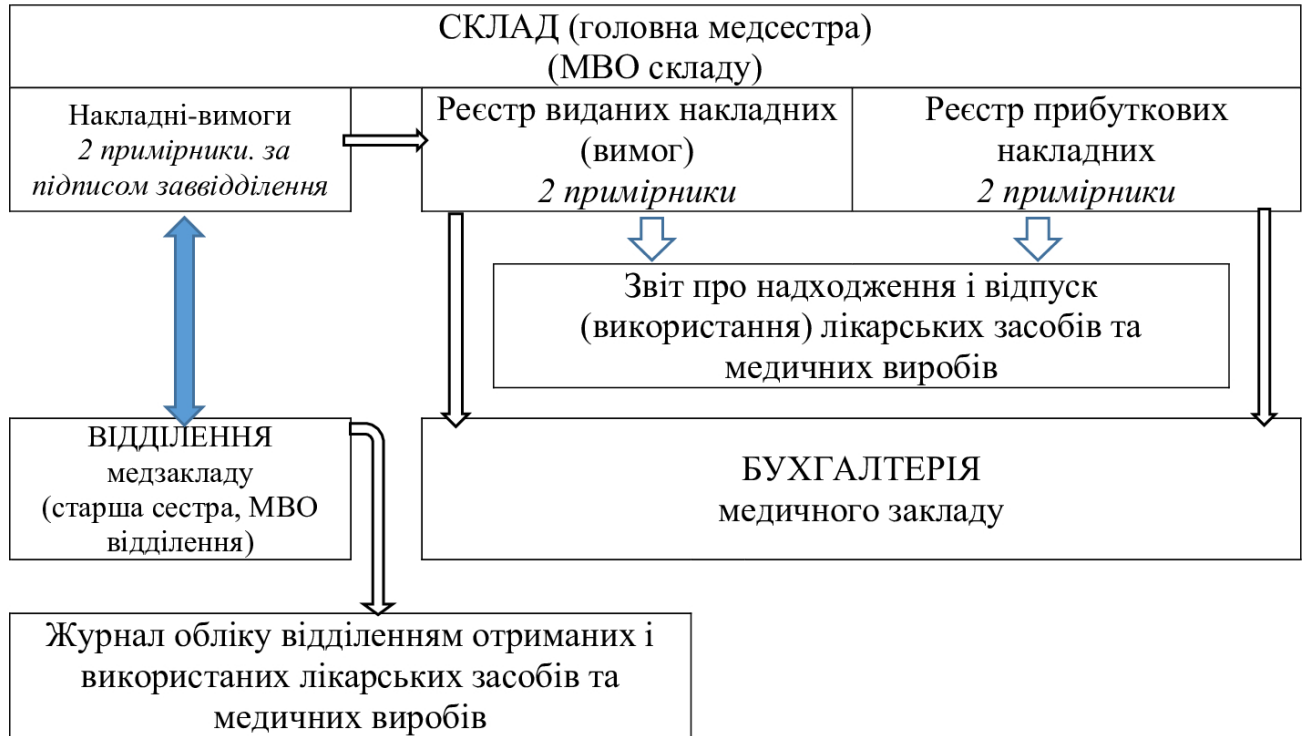 СКЛАД (головна медсестра)
(МВО складу)
Накладні-вимоги
2 примірники. за
підписом заввідділення
Реєстр виданих накладних
(вимог)
2 примірники
Реєстр прибуткових
накладних
2 примірники
Звіт про надходження і відпуск
(використання) лікарських засобів та
медичних виробів
ВІДДІЛЕННЯ
медзакладу
(старша сестра, МВО
відділення)
БУХГАЛТЕРІЯ
медичного закладу
Журнал обліку відділенням отриманих і
використаних лікарських засобів та
медичних виробів